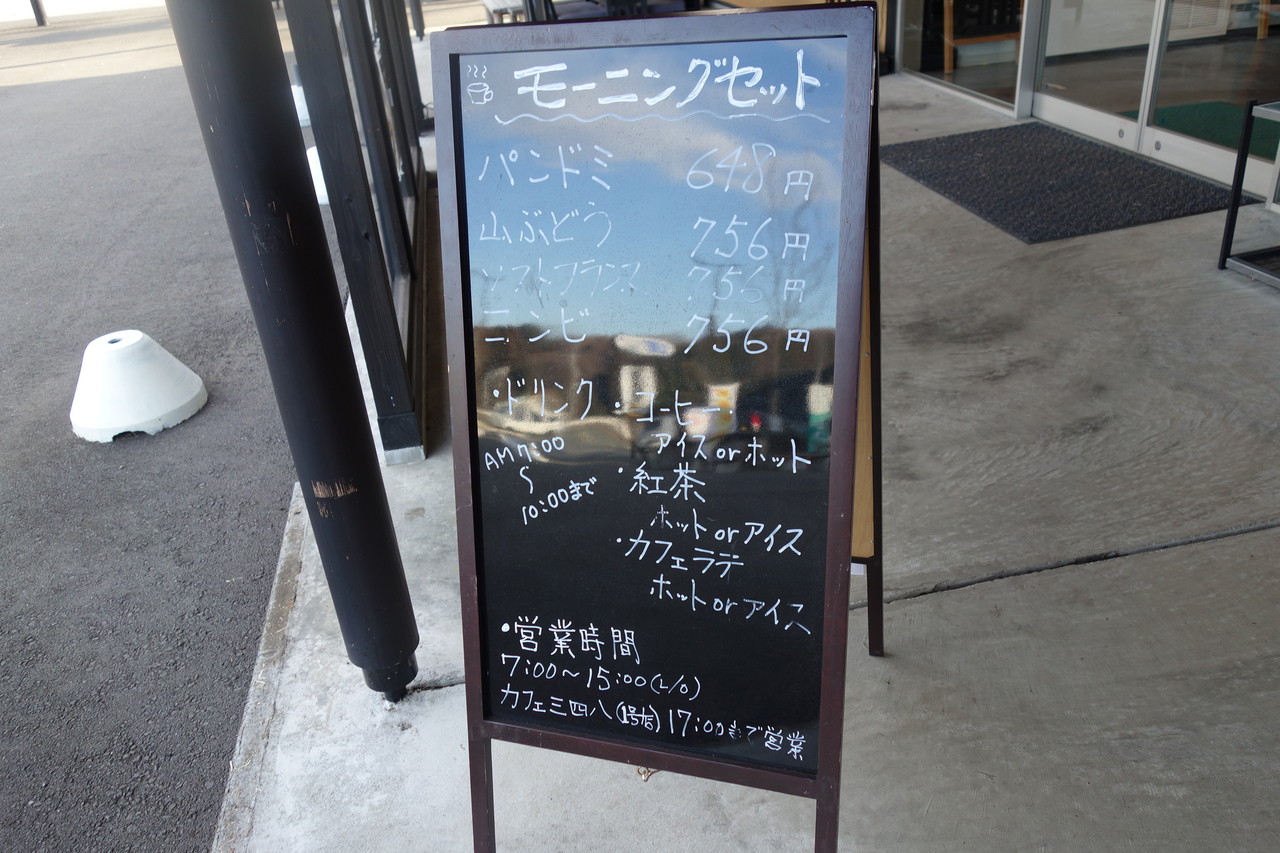 モーニングセット
パンドミ 648円
山ぶどう 756円
ソフトフランス 756円
コンビ 756円
・ドリンク ・コーヒー・
アイス or ホット
AM 7:00
〜
10:00まで
・紅茶
ホット or アイス
・カフェラテ
ホット or アイス
・営業時間
7:00〜15:00(L/O)
カフェ三四八(1号店)17:00まで営業